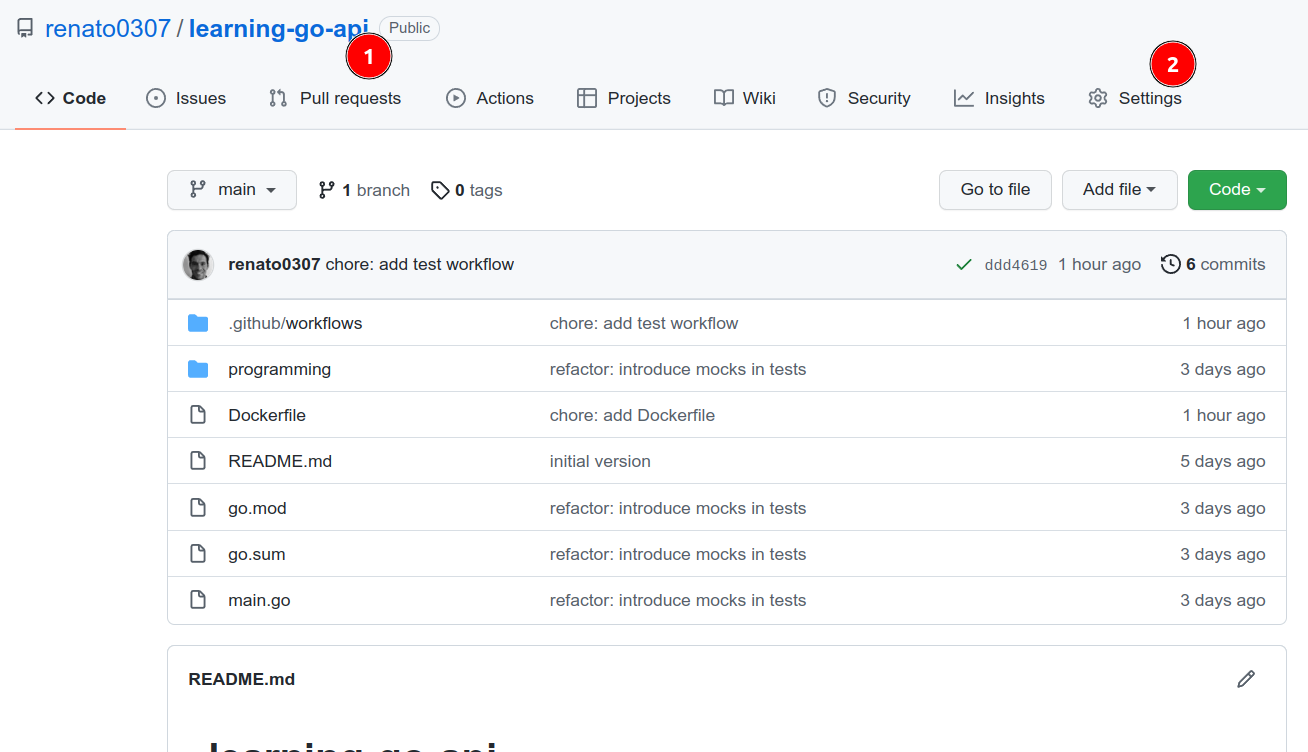 renato0307 / learning-go-api Public
1 2
Code Issues Pull requests Actions Projects Wiki Security Insights Settings
main 1 branch 0 tags Go to file Add file Code
renato0307 chore: add test workflow ddd4619 1 hour ago 6 commits
.github/workflows chore: add test workflow 1 hour ago
programming refactor: introduce mocks in tests 3 days ago
Dockerfile chore: add Dockerfile 1 hour ago
README.md initial version 5 days ago
go.mod refactor: introduce mocks in tests 3 days ago
go.sum refactor: introduce mocks in tests 3 days ago
main.go refactor: introduce mocks in tests 3 days ago
README.md
learning-go-api